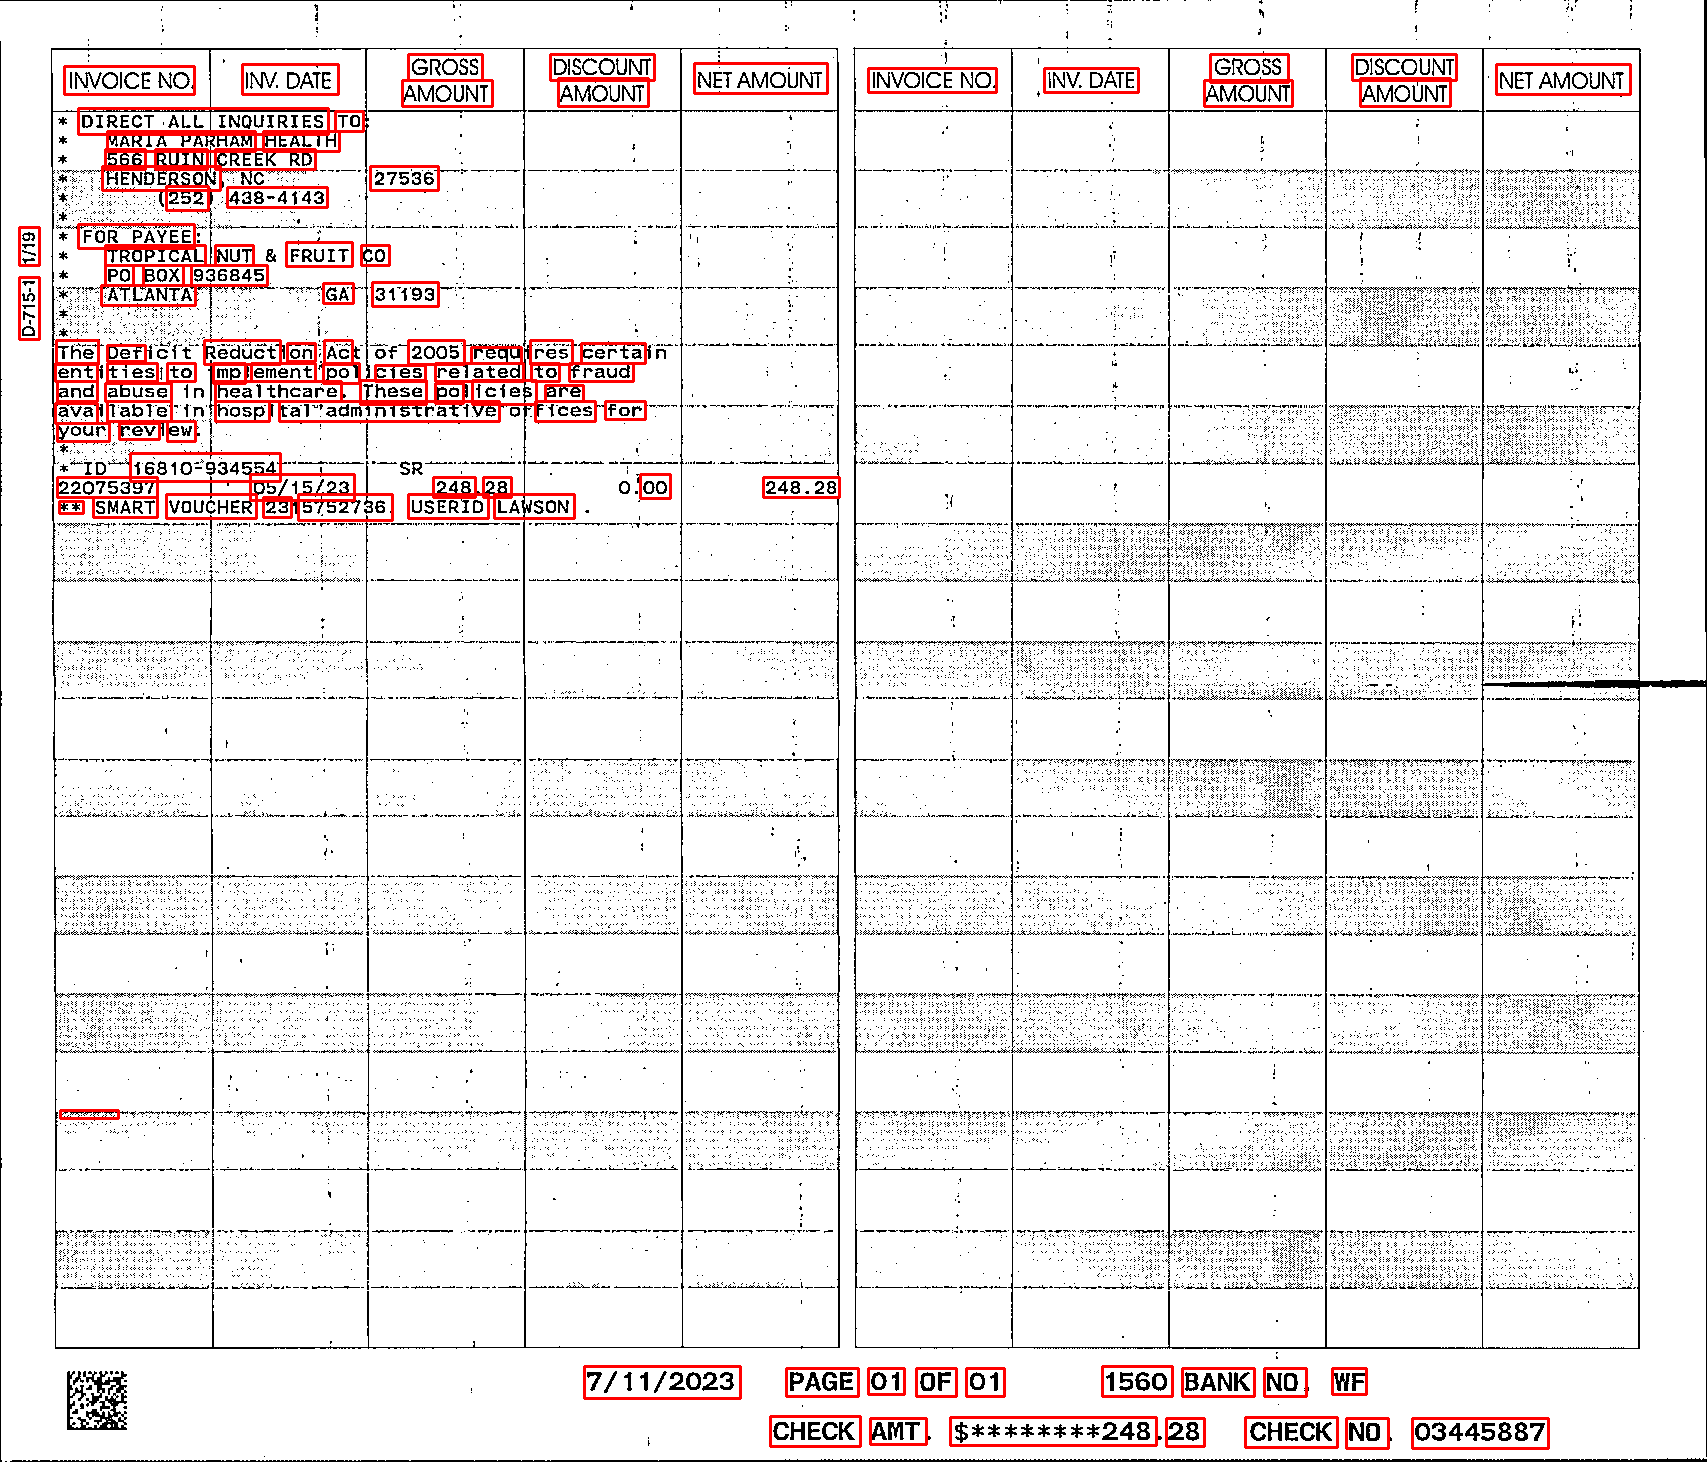 INVOICE NO. INV. DATE GROSS AMOUNT DISCOUNT AMOUNT NET AMOUNT INVOICE NO. INV. DATE GROSS AMOUNT DISCOUNT AMOUNT NET AMOUNT
* DIRECT ALL INQUIRIES TO:
* MARIA PARHAM HEALTH
* 566 RUIN CREEK RD
* HENDERSON, NC 27536
* (252) 438-4143
*
* FOR PAYEE:
* TROPICAL NUT & FRUIT CO
* PO BOX 936845
* ATLANTA GA 31193
*
*
The Deficit Reduction Act of 2005 requires certain
entities to implement policies related to fraud
and abuse in healthcare. These policies are
available in hospital administrative offices for
your review.
*
* ID 16810-934554 SR
22075397 05/15/23 248.28 0.00 248.28
** SMART VOUCHER 2315752736. USERID LAWSON .
D-715-1 1/19
7/11/2023 PAGE 01 OF 01 1560 BANK NO. WF
CHECK AMT. $********248.28 CHECK NO. 03445887